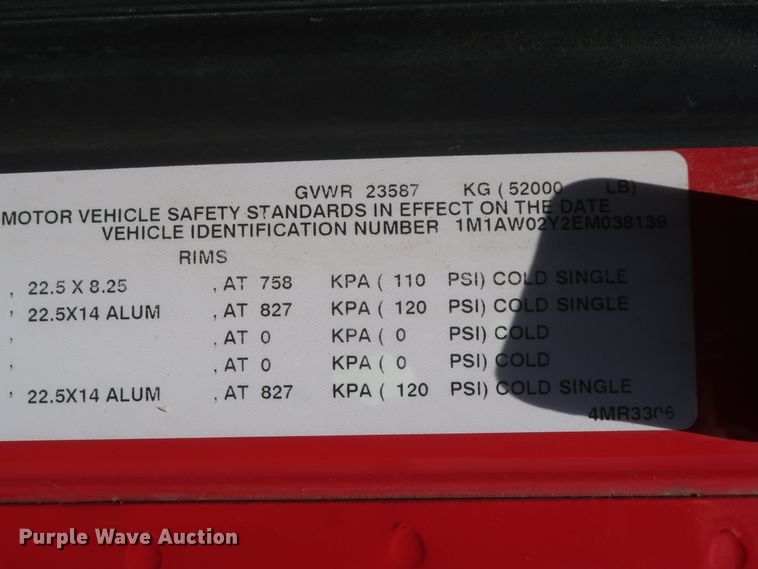 GVWR 23587 KG ( 52000 LB)
MOTOR VEHICLE SAFETY STANDARDS IN EFFECT ON THE DATE
VEHICLE IDENTIFICATION NUMBER 1M1AW02Y2EM038139
RIMS
, 22.5 X 8.25 , AT 758 KPA ( 110 PSI) COLD SINGLE
, 22.5X14 ALUM , AT 827 KPA ( 120 PSI) COLD SINGLE
, , AT 0 KPA ( 0 PSI) COLD
, , AT 0 KPA ( 0 PSI) COLD
, 22.5X14 ALUM , AT 827 KPA ( 120 PSI) COLD SINGLE
4MR3306
Purple Wave Auction